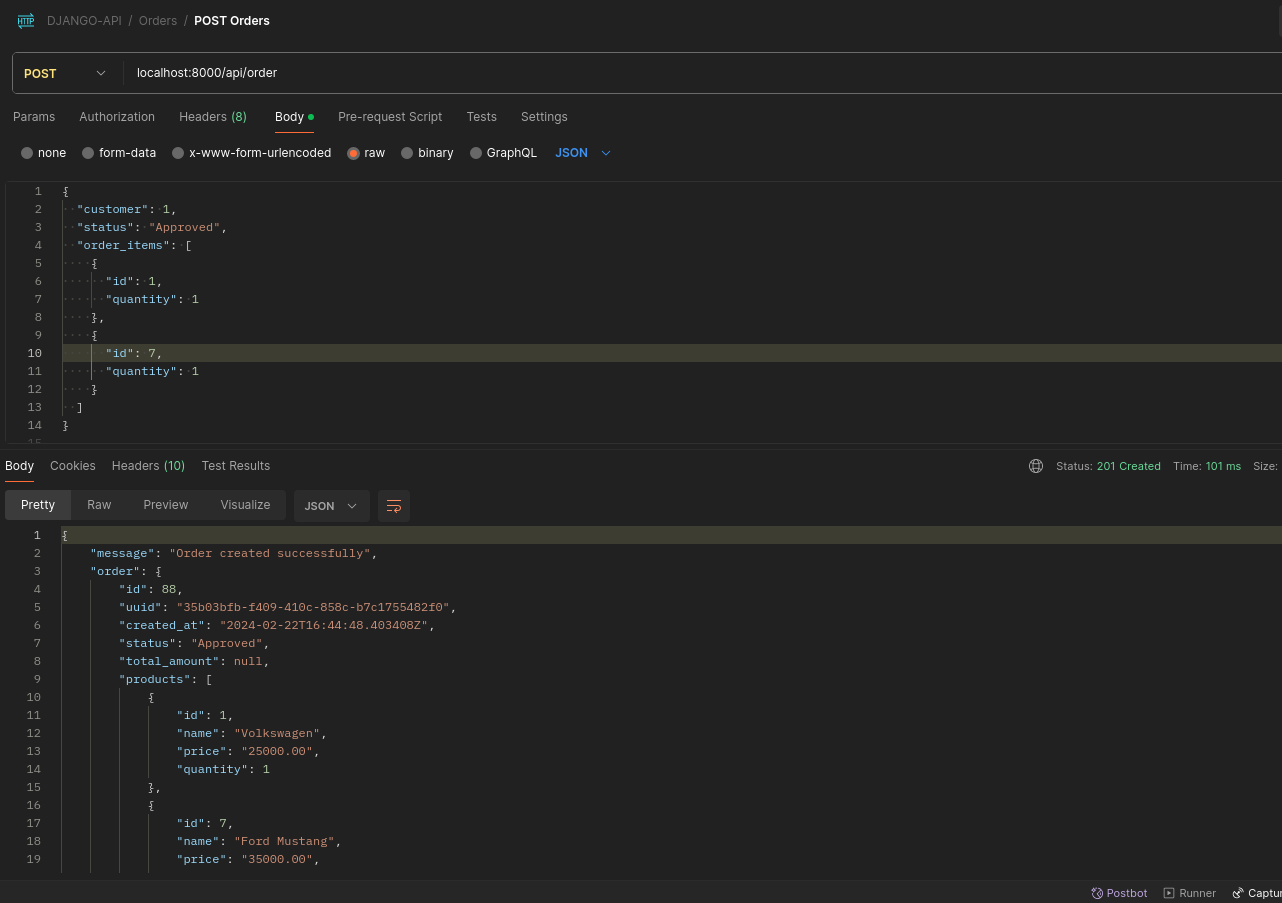 HTTP DJANGO-API / Orders / POST Orders
POST localhost:8000/api/order
Params Authorization Headers (8) Body Pre-request Script Tests Settings
none form-data x-www-form-urlencoded raw binary GraphQL JSON
1 {
2 "customer": 1,
3 "status": "Approved",
4 "order_items": [
5 {
6 "id": 1,
7 "quantity": 1
8 },
9 {
10 "id": 7,
11 "quantity": 1
12 }
13 ]
14 }
15
Body Cookies Headers (10) Test Results Status: 201 Created Time: 101 ms Size:
Pretty Raw Preview Visualize JSON
1 {
2 "message": "Order created successfully",
3 "order": {
4 "id": 88,
5 "uuid": "35b03bfb-f409-410c-858c-b7c1755482f0",
6 "created_at": "2024-02-22T16:44:48.403408Z",
7 "status": "Approved",
8 "total_amount": null,
9 "products": [
10 {
11 "id": 1,
12 "name": "Volkswagen",
13 "price": "25000.00",
14 "quantity": 1
15 },
16 {
17 "id": 7,
18 "name": "Ford Mustang",
19 "price": "35000.00",
Postbot Runner Captur